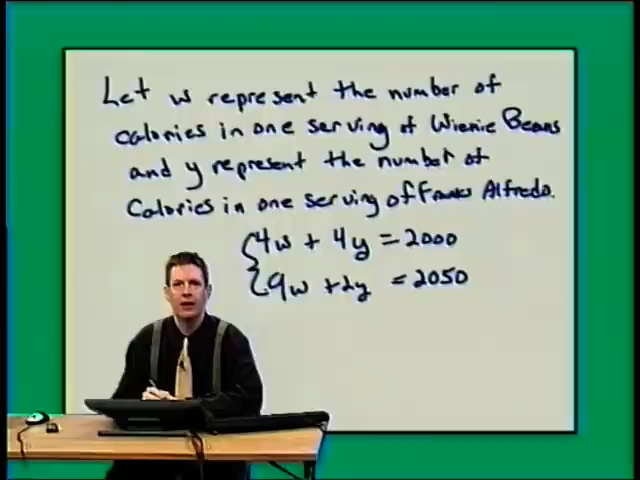 Let w represent the number of
calories in one serving of Wienie Beans
and y represent the number of
Calories in one serving of Franks Alfredo.
4w + 4y = 2000
9w + 2y = 2050